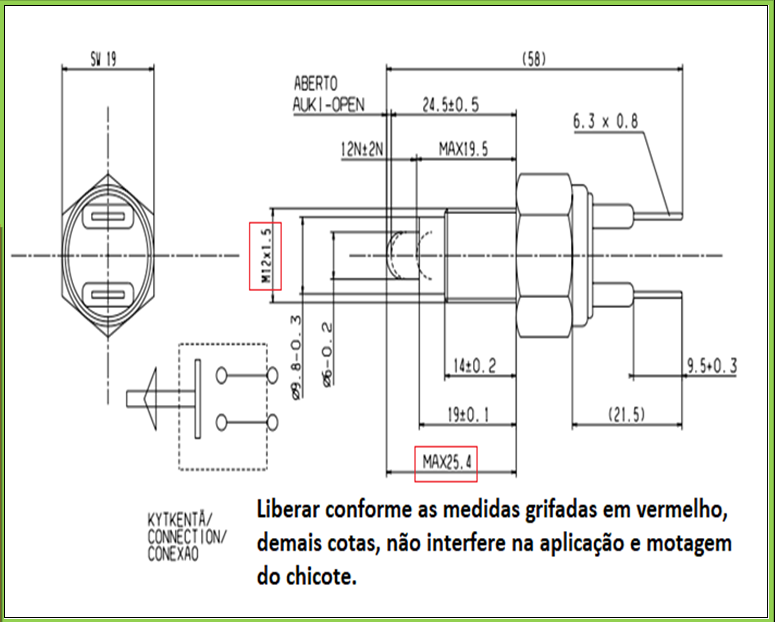 SW 19
(58)
ABERTO
AUKI-OPEN
24.5±0.5
6.3 x 0.8
12N±2N
MAX19.5
M12x1.5
ø9.8-0.3
ø6-0.2
14±0.2
9.5+0.3
19±0.1
(21.5)
MAX25.4
KYTKENTÄ/
CONNECTION/
CONEXAO
Liberar conforme as medidas grifadas em vermelho,
demais cotas, não interfere na aplicação e motagem
do chicote.